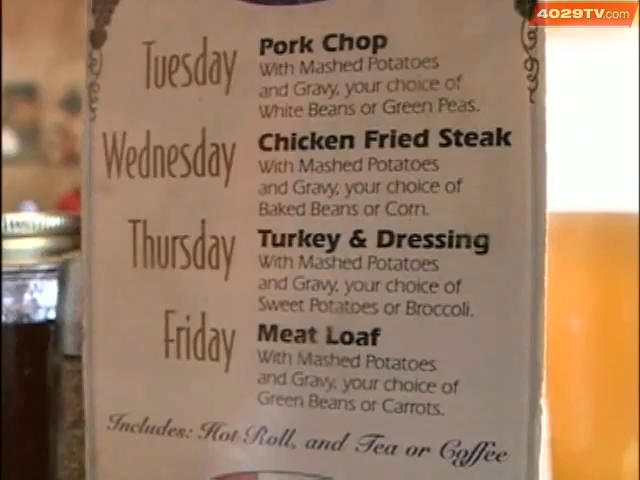 4029TV.com
Tuesday
Pork Chop
With Mashed Potatoes
and Gravy, your choice of
White Beans or Green Peas.
Wednesday
Chicken Fried Steak
With Mashed Potatoes
and Gravy, your choice of
Baked Beans or Corn.
Thursday
Turkey & Dressing
With Mashed Potatoes
and Gravy, your choice of
Sweet Potatoes or Broccoli.
Friday
Meat Loaf
With Mashed Potatoes
and Gravy, your choice of
Green Beans or Carrots.
Includes: Hot Roll, and Tea or Coffee